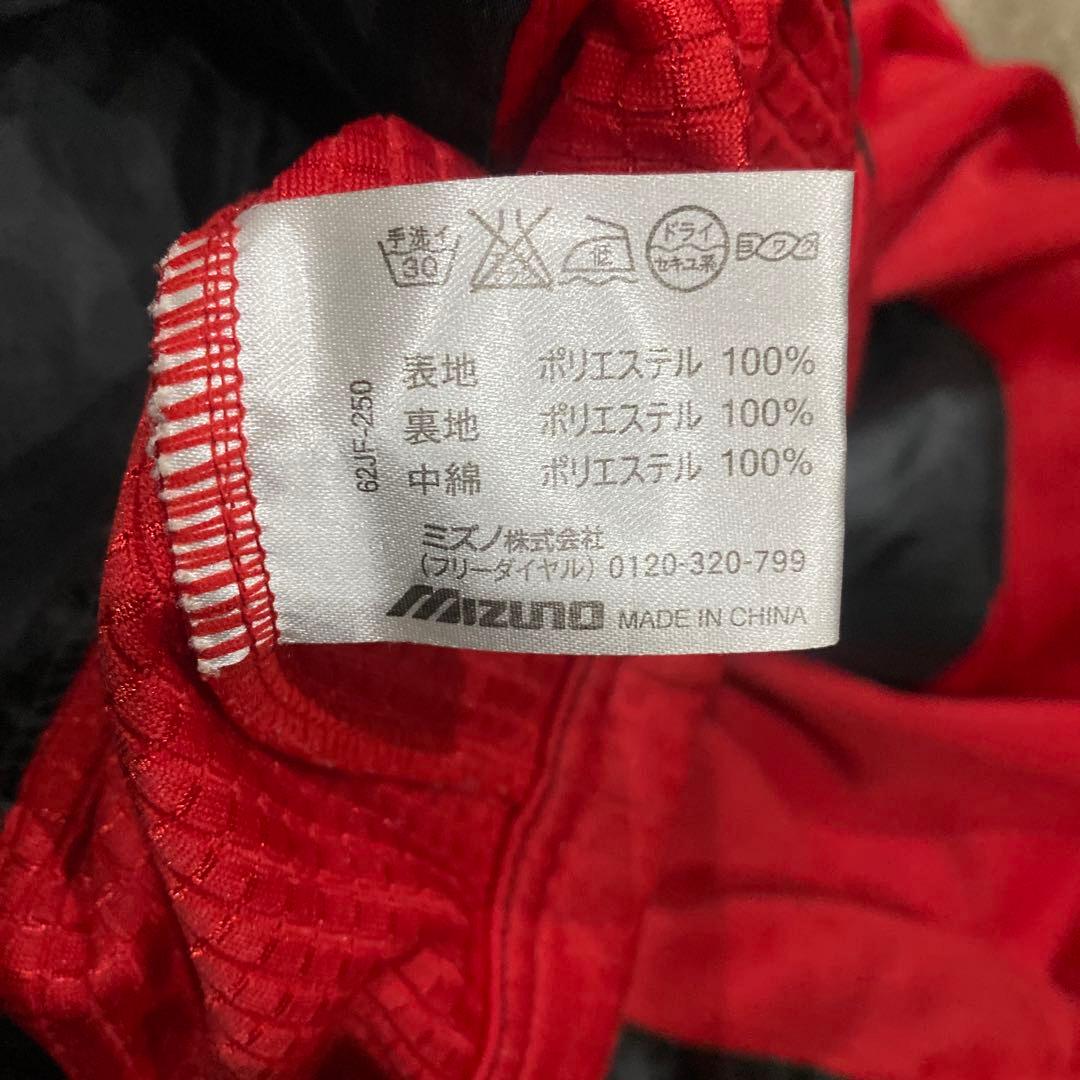 手洗イ
30
低
ドライ
セキユ系
ヨワク
表地 ポリエステル 100%
裏地 ポリエステル 100%
中綿 ポリエステル 100%
62JF-250
ミズノ株式会社
(フリーダイヤル) 0120-320-799
MIZUNO MADE IN CHINA